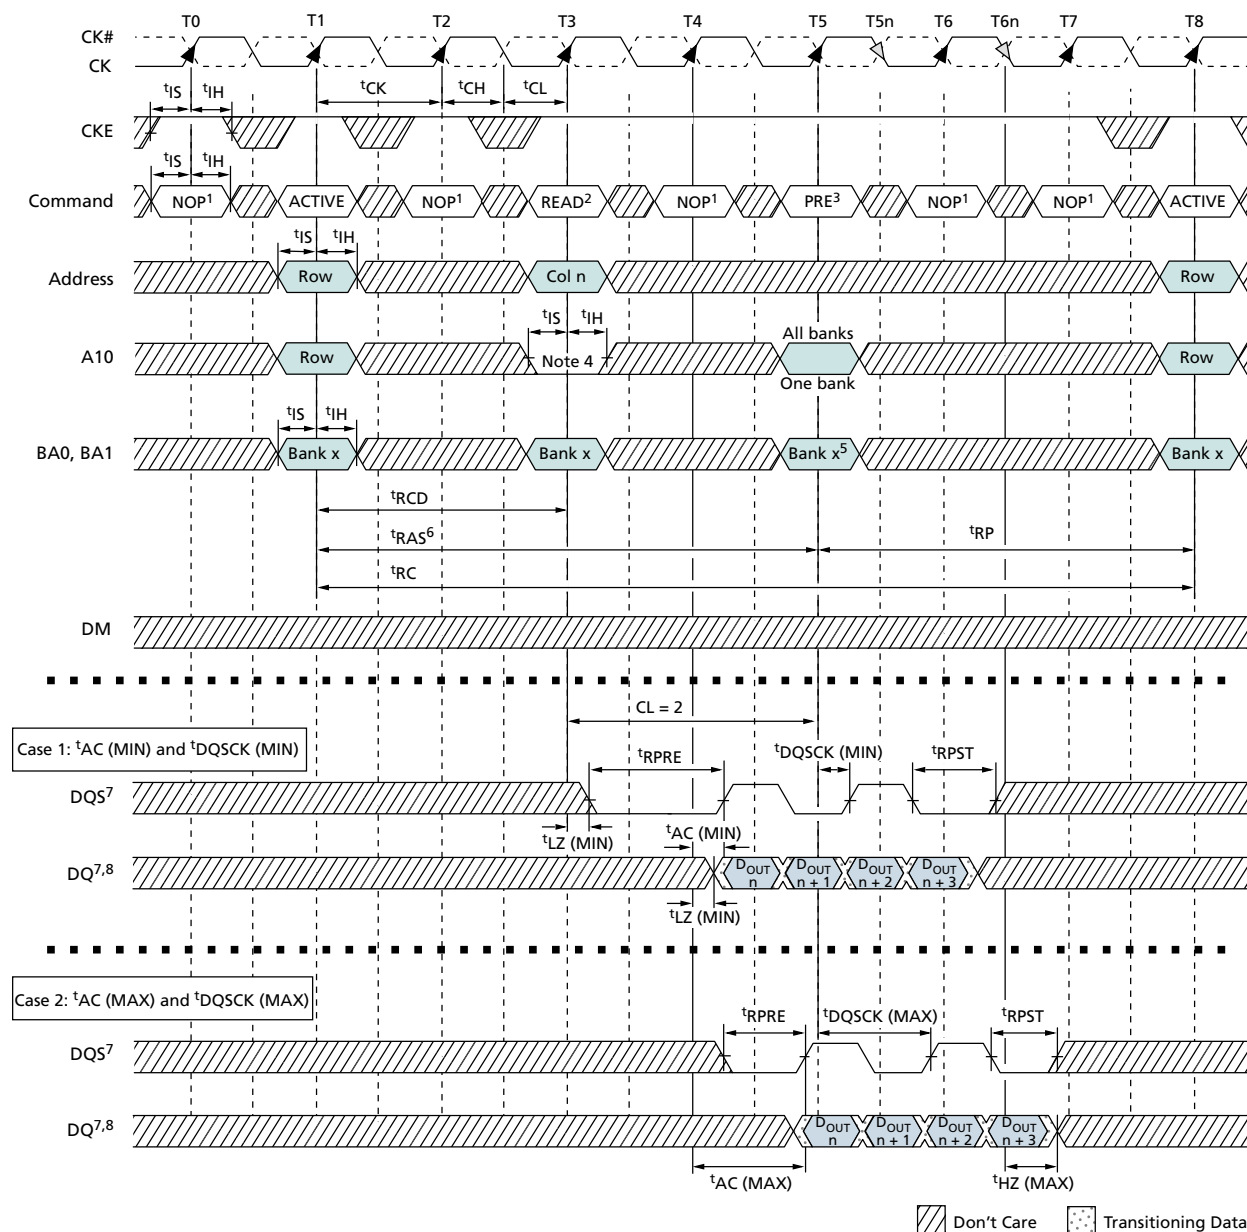 T0 T1 T2 T3 T4 T5 T5n T6 T6n T7 T8
CK#
CK
tIS tIH tCK tCH tCL
CKE
tIS tIH
Command NOP1 ACTIVE NOP1 READ2 NOP1 PRE3 NOP1 NOP1 ACTIVE
tIS tIH
Address Row Col n Row
tIS tIH All banks
A10 Row Note 4 Row
One bank
tIS tIH
BA0, BA1 Bank x Bank x Bank x5 Bank x
tRCD
tRAS6 tRP
tRC
DM
CL = 2
Case 1: tAC (MIN) and tDQSCK (MIN)
tRPRE tDQSCK (MIN) tRPST
DQS7
tLZ (MIN) tAC (MIN)
DQ7,8 DOUT n DOUT n + 1 DOUT n + 2 DOUT n + 3
tLZ (MIN)
Case 2: tAC (MAX) and tDQSCK (MAX)
tRPRE tDQSCK (MAX) tRPST
DQS7
DQ7,8 DOUT n DOUT n + 1 DOUT n + 2 DOUT n + 3
tAC (MAX) tHZ (MAX)
Don't Care Transitioning Data